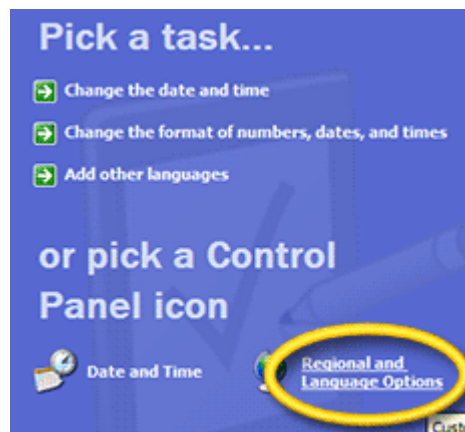 Pick a task...
Change the date and time
Change the format of numbers, dates, and times
Add other languages
or pick a Control
Panel icon
Date and Time
Regional and
Language Options